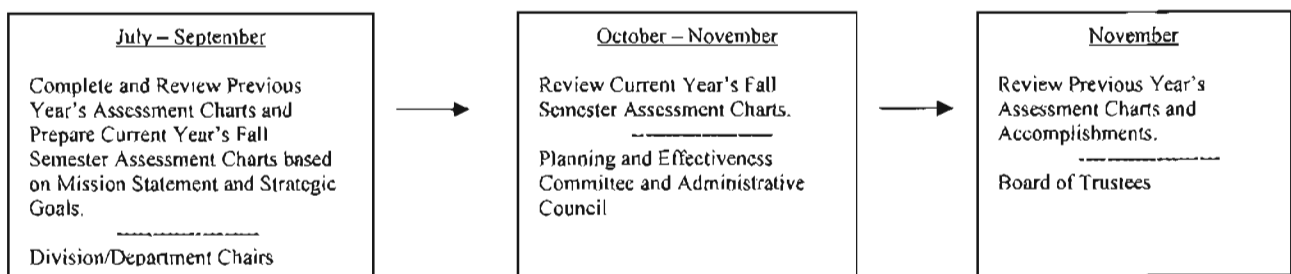 July – September
Complete and Review Previous
Year's Assessment Charts and
Prepare Current Year's Fall
Semester Assessment Charts based
on Mission Statement and Strategic
Goals.
Division/Department Chairs
October – November
Review Current Year's Fall
Semester Assessment Charts.
Planning and Effectiveness
Committee and Administrative
Council
November
Review Previous Year's
Assessment Charts and
Accomplishments.
Board of Trustees